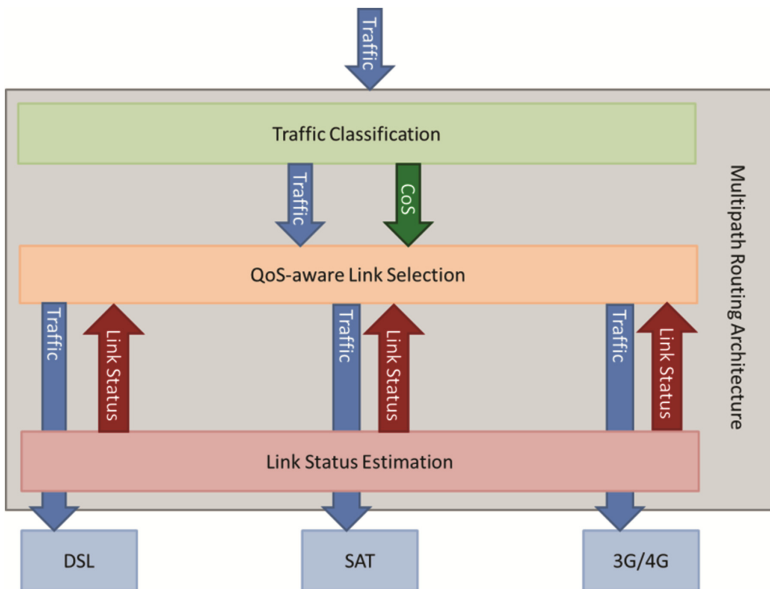 Traffic
Traffic Classification
Traffic
CoS
QoS-aware Link Selection
Traffic
Link Status
Traffic
Link Status
Traffic
Link Status
Link Status Estimation
DSL
SAT
3G/4G
Multipath Routing Architecture